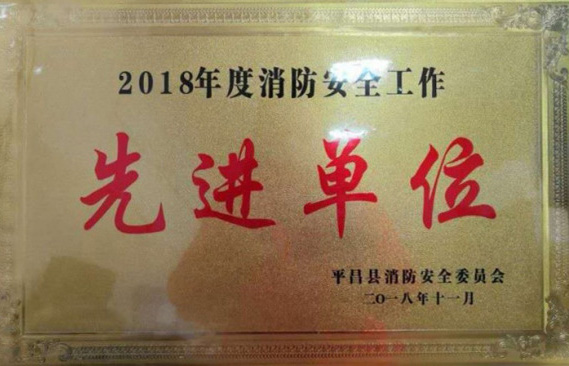 2018年度消防安全工作
先进单位
平昌县消防安全委员会
二〇一八年十一月